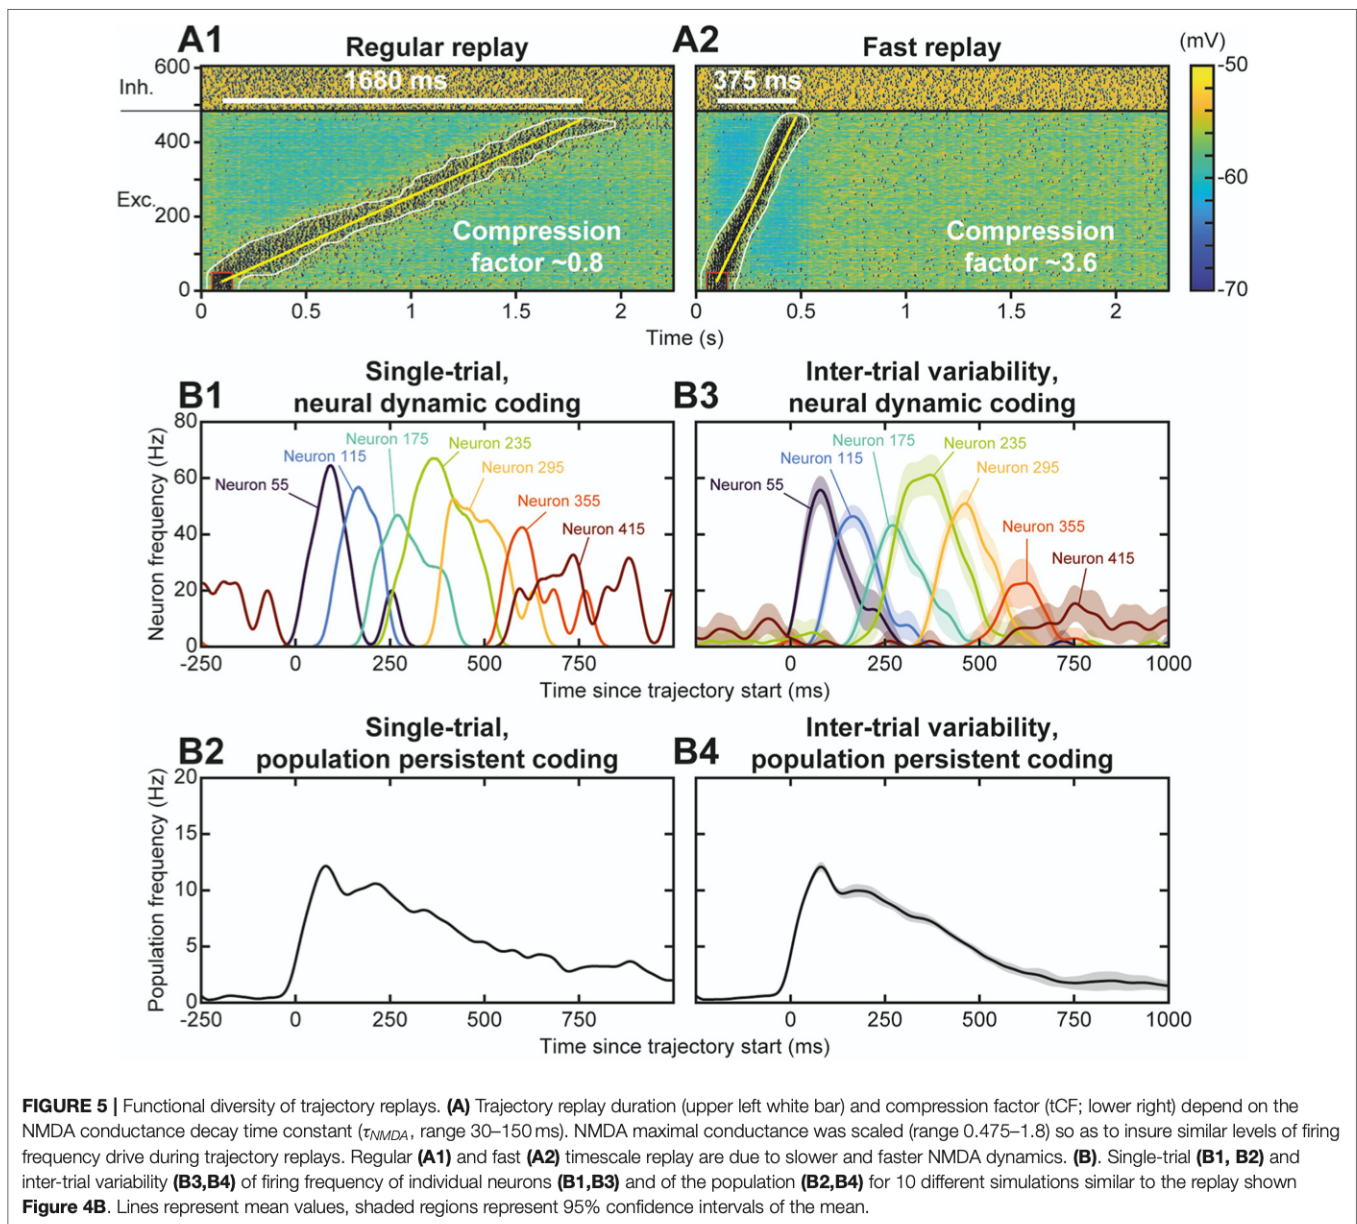 A1
Regular replay
A2
Fast replay
(mV)
600
Inh.
1680 ms
375 ms
-50
400
Exc.
-60
200
Compression
factor ~0.8
Compression
factor ~3.6
0
-70
0 0.5 1 1.5 2
0 0.5 1 1.5 2
Time (s)
B1
Single-trial,
neural dynamic coding
B3
Inter-trial variability,
neural dynamic coding
Neuron frequency (Hz)
80
60
40
20
0
Neuron 55
Neuron 115
Neuron 175
Neuron 235
Neuron 295
Neuron 355
Neuron 415
Neuron 55
Neuron 115
Neuron 175
Neuron 235
Neuron 295
Neuron 355
Neuron 415
-250 0 250 500 750
0 250 500 750 1000
Time since trajectory start (ms)
Time since trajectory start (ms)
B2
Single-trial,
population persistent coding
B4
Inter-trial variability,
population persistent coding
Population frequency (Hz)
20
15
10
5
0
-250 0 250 500 750
0 250 500 750 1000
Time since trajectory start (ms)
Time since trajectory start (ms)
FIGURE 5 | Functional diversity of trajectory replays. (A) Trajectory replay duration (upper left white bar) and compression factor (tCF; lower right) depend on the
NMDA conductance decay time constant (τNMDA, range 30–150 ms). NMDA maximal conductance was scaled (range 0.475–1.8) so as to insure similar levels of firing
frequency drive during trajectory replays. Regular (A1) and fast (A2) timescale replay are due to slower and faster NMDA dynamics. (B). Single-trial (B1, B2) and
inter-trial variability (B3,B4) of firing frequency of individual neurons (B1,B3) and of the population (B2,B4) for 10 different simulations similar to the replay shown
Figure 4B. Lines represent mean values, shaded regions represent 95% confidence intervals of the mean.